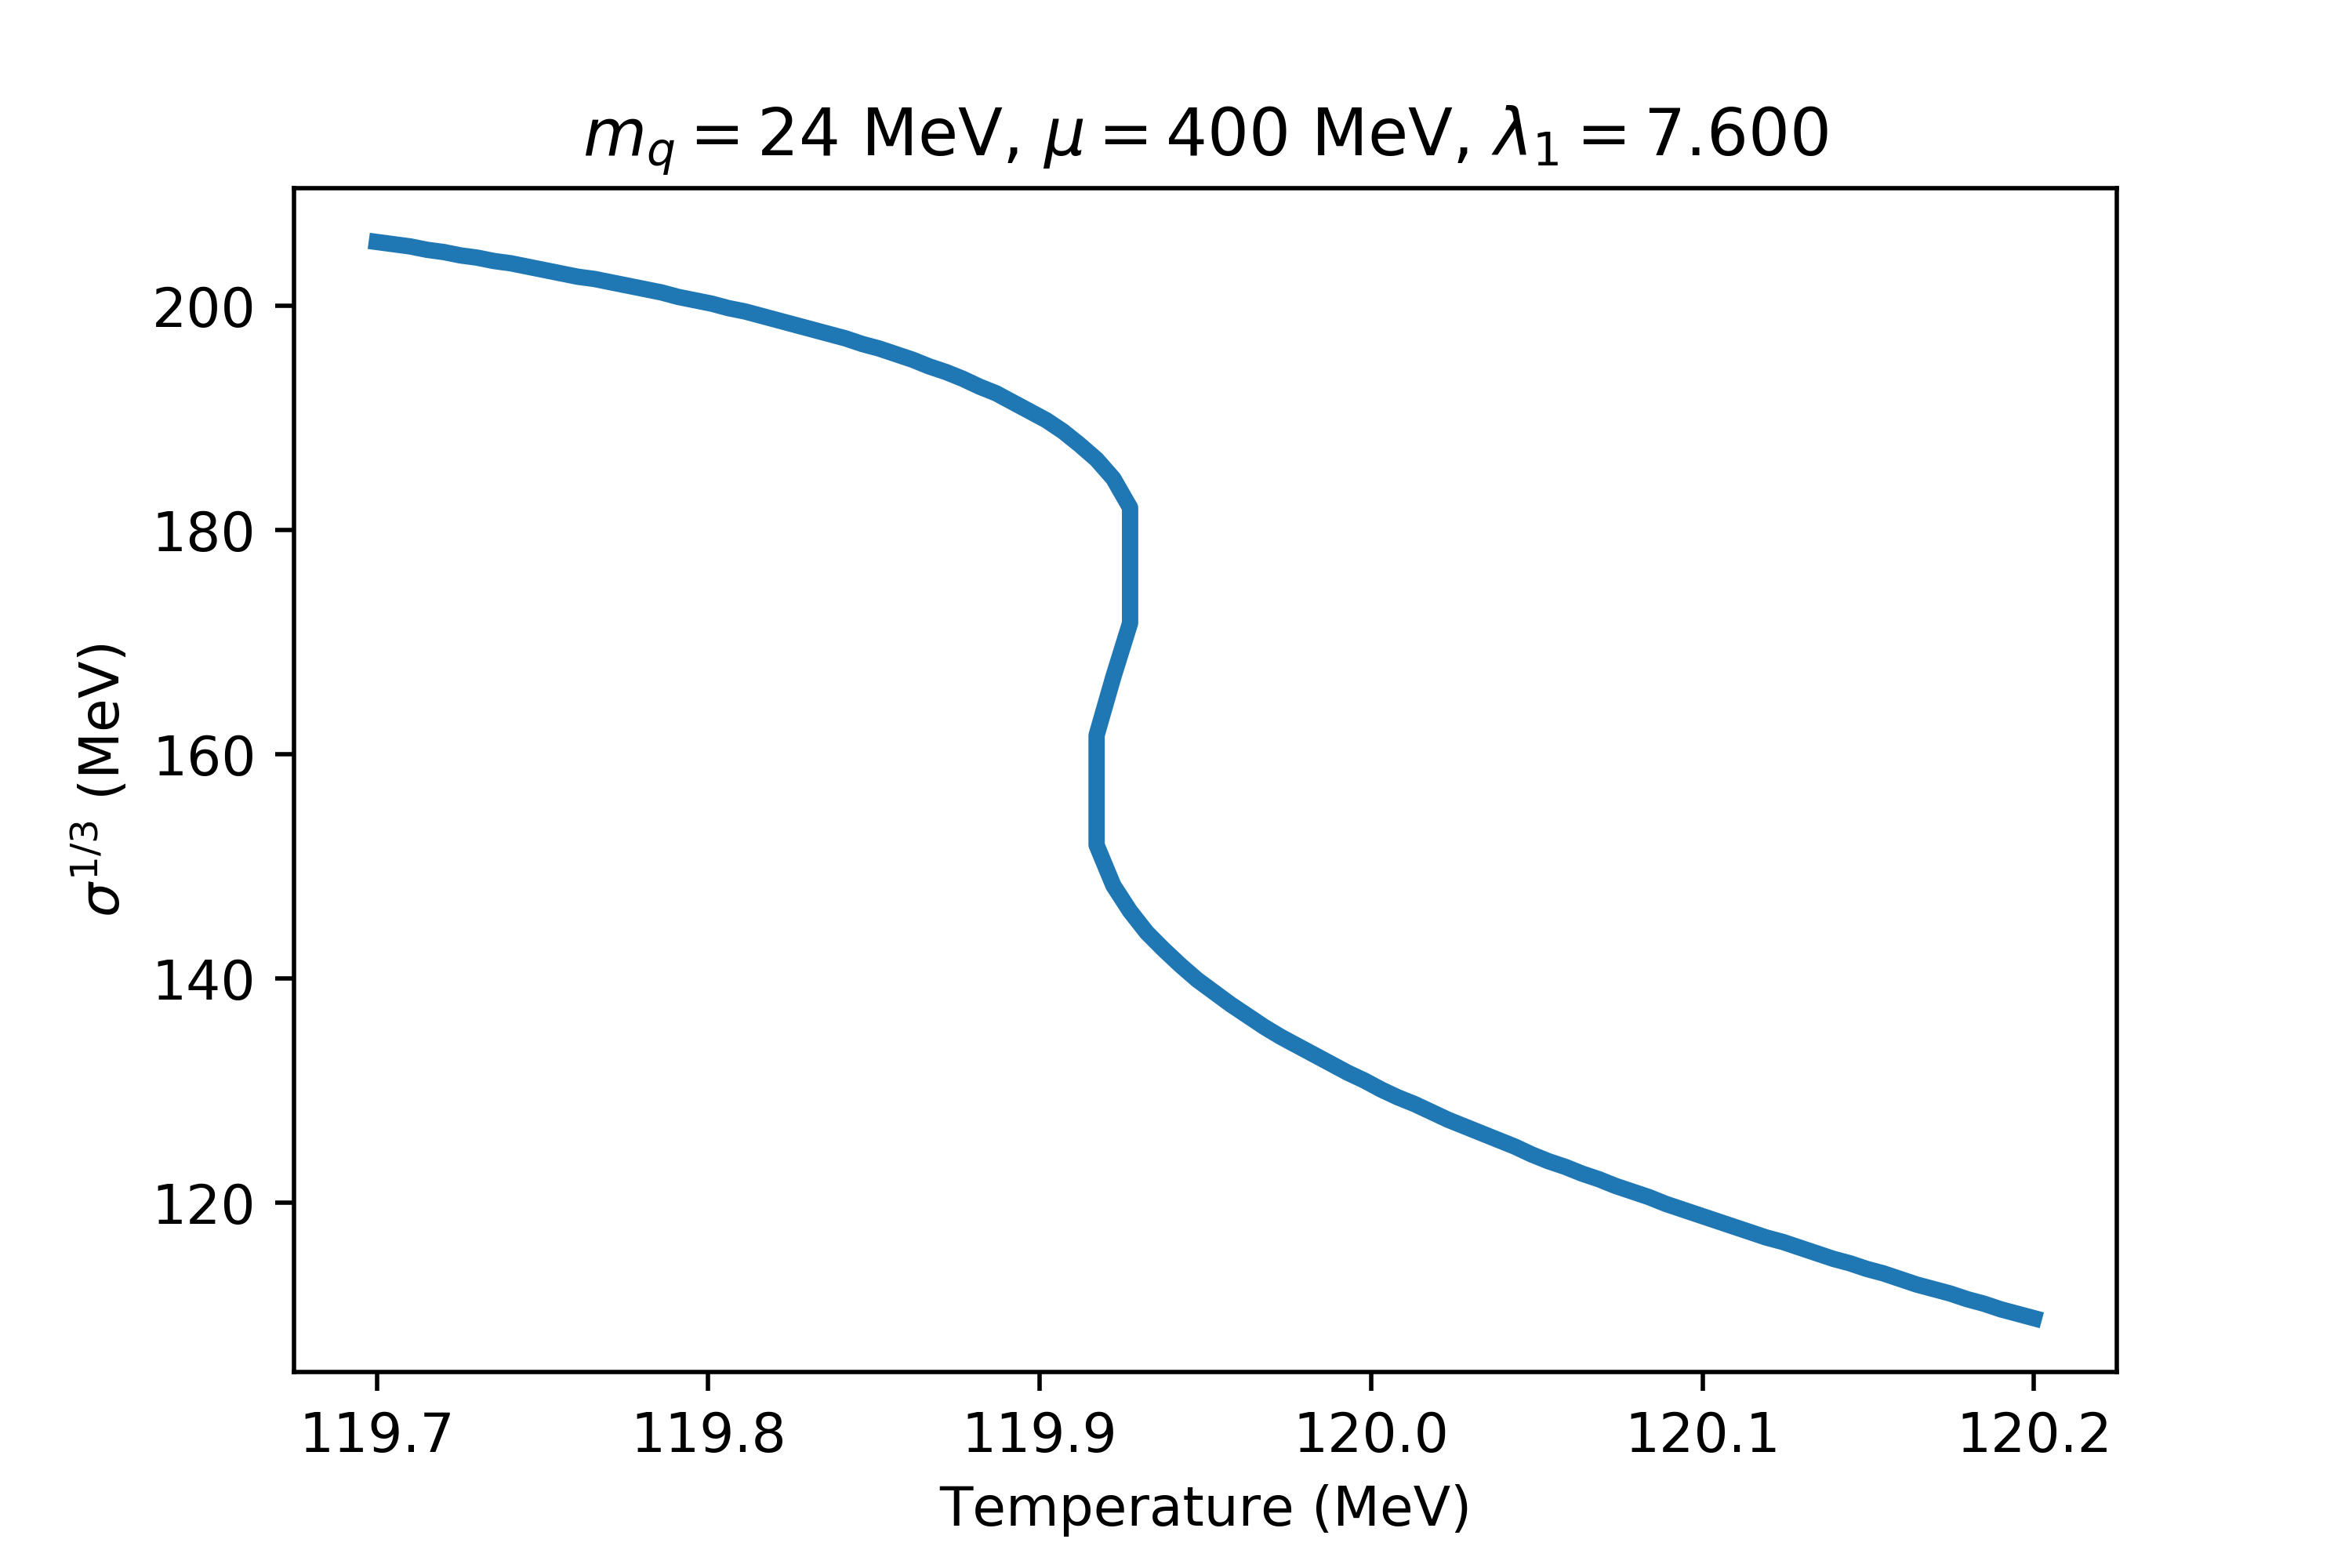 m_q = 24 MeV, μ = 400 MeV, λ₁ = 7.600
σ^{1/3} (MeV)
200
180
160
140
120
119.7 119.8 119.9 120.0 120.1 120.2
Temperature (MeV)